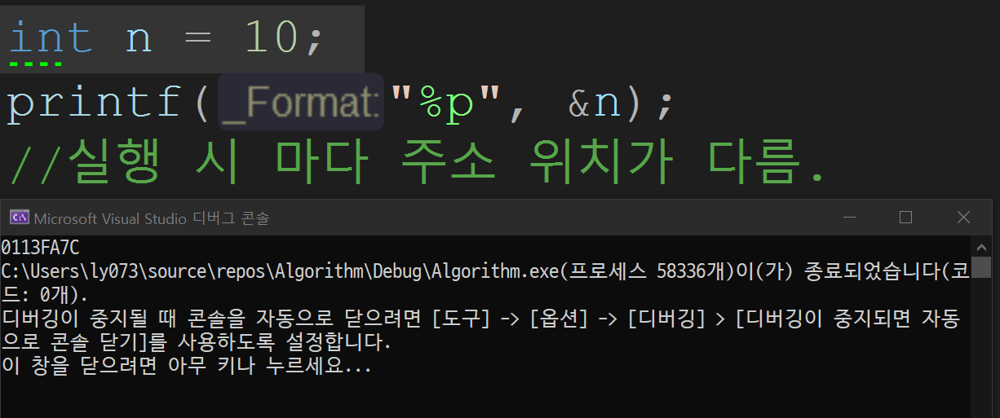 int n = 10;
printf(_Format:"%p", &n);
//실행 시 마다 주소 위치가 다름.
Microsoft Visual Studio 디버그 콘솔
0113FA7C
C:\Users\ly073\source\repos\Algorithm\Debug\Algorithm.exe(프로세스 58336개)이(가) 종료되었습니다(코
드: 0개).
디버깅이 중지될 때 콘솔을 자동으로 닫으려면 [도구] -> [옵션] -> [디버깅] > [디버깅이 중지되면 자동
으로 콘솔 닫기]를 사용하도록 설정합니다.
이 창을 닫으려면 아무 키나 누르세요...